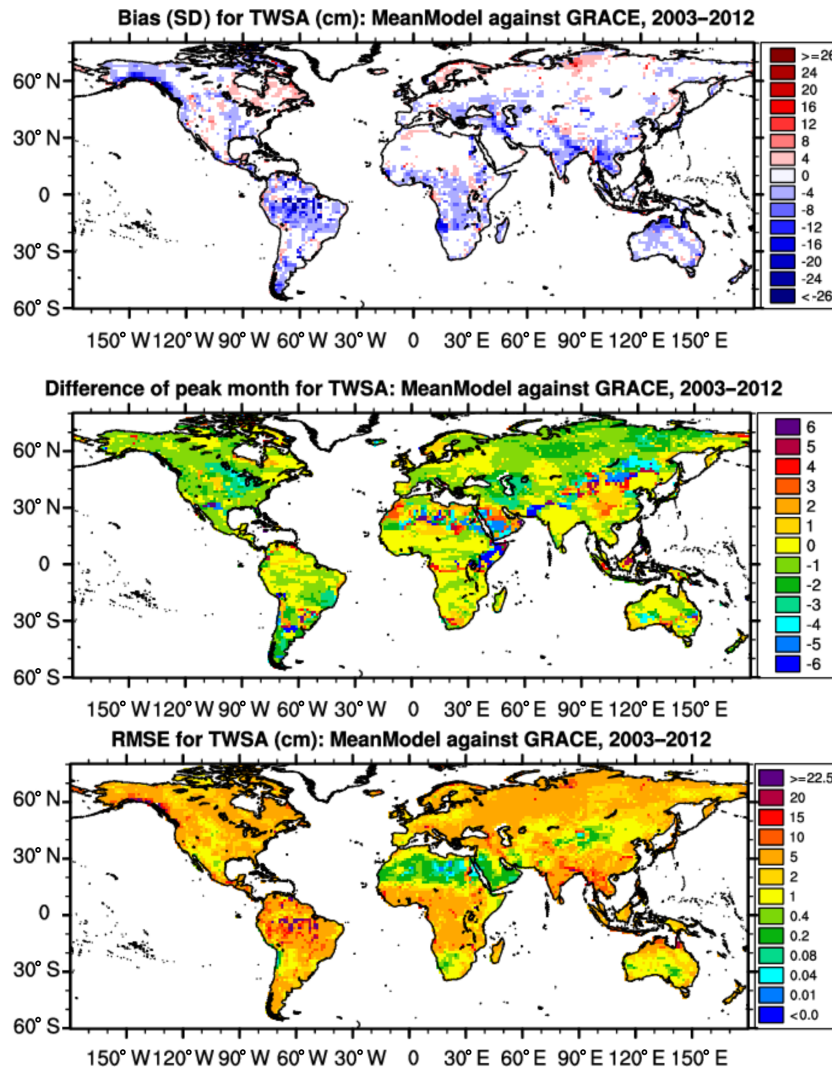 Bias (SD) for TWSA (cm): MeanModel against GRACE, 2003–2012
>=26
24
20
16
12
8
4
0
-4
-8
-12
-16
-20
-24
<-26
60° N
30° N
0
30° S
60° S
150° W 120° W 90° W 60° W 30° W 0 30° E 60° E 90° E 120° E 150° E
Difference of peak month for TWSA: MeanModel against GRACE, 2003–2012
6
5
4
3
2
1
0
-1
-2
-3
-4
-5
-6
60° N
30° N
0
30° S
60° S
150° W 120° W 90° W 60° W 30° W 0 30° E 60° E 90° E 120° E 150° E
RMSE for TWSA (cm): MeanModel against GRACE, 2003–2012
>=22.5
20
15
10
5
2
1
0.4
0.2
0.08
0.04
0.01
<0.0
60° N
30° N
0
30° S
60° S
150° W 120° W 90° W 60° W 30° W 0 30° E 60° E 90° E 120° E 150° E